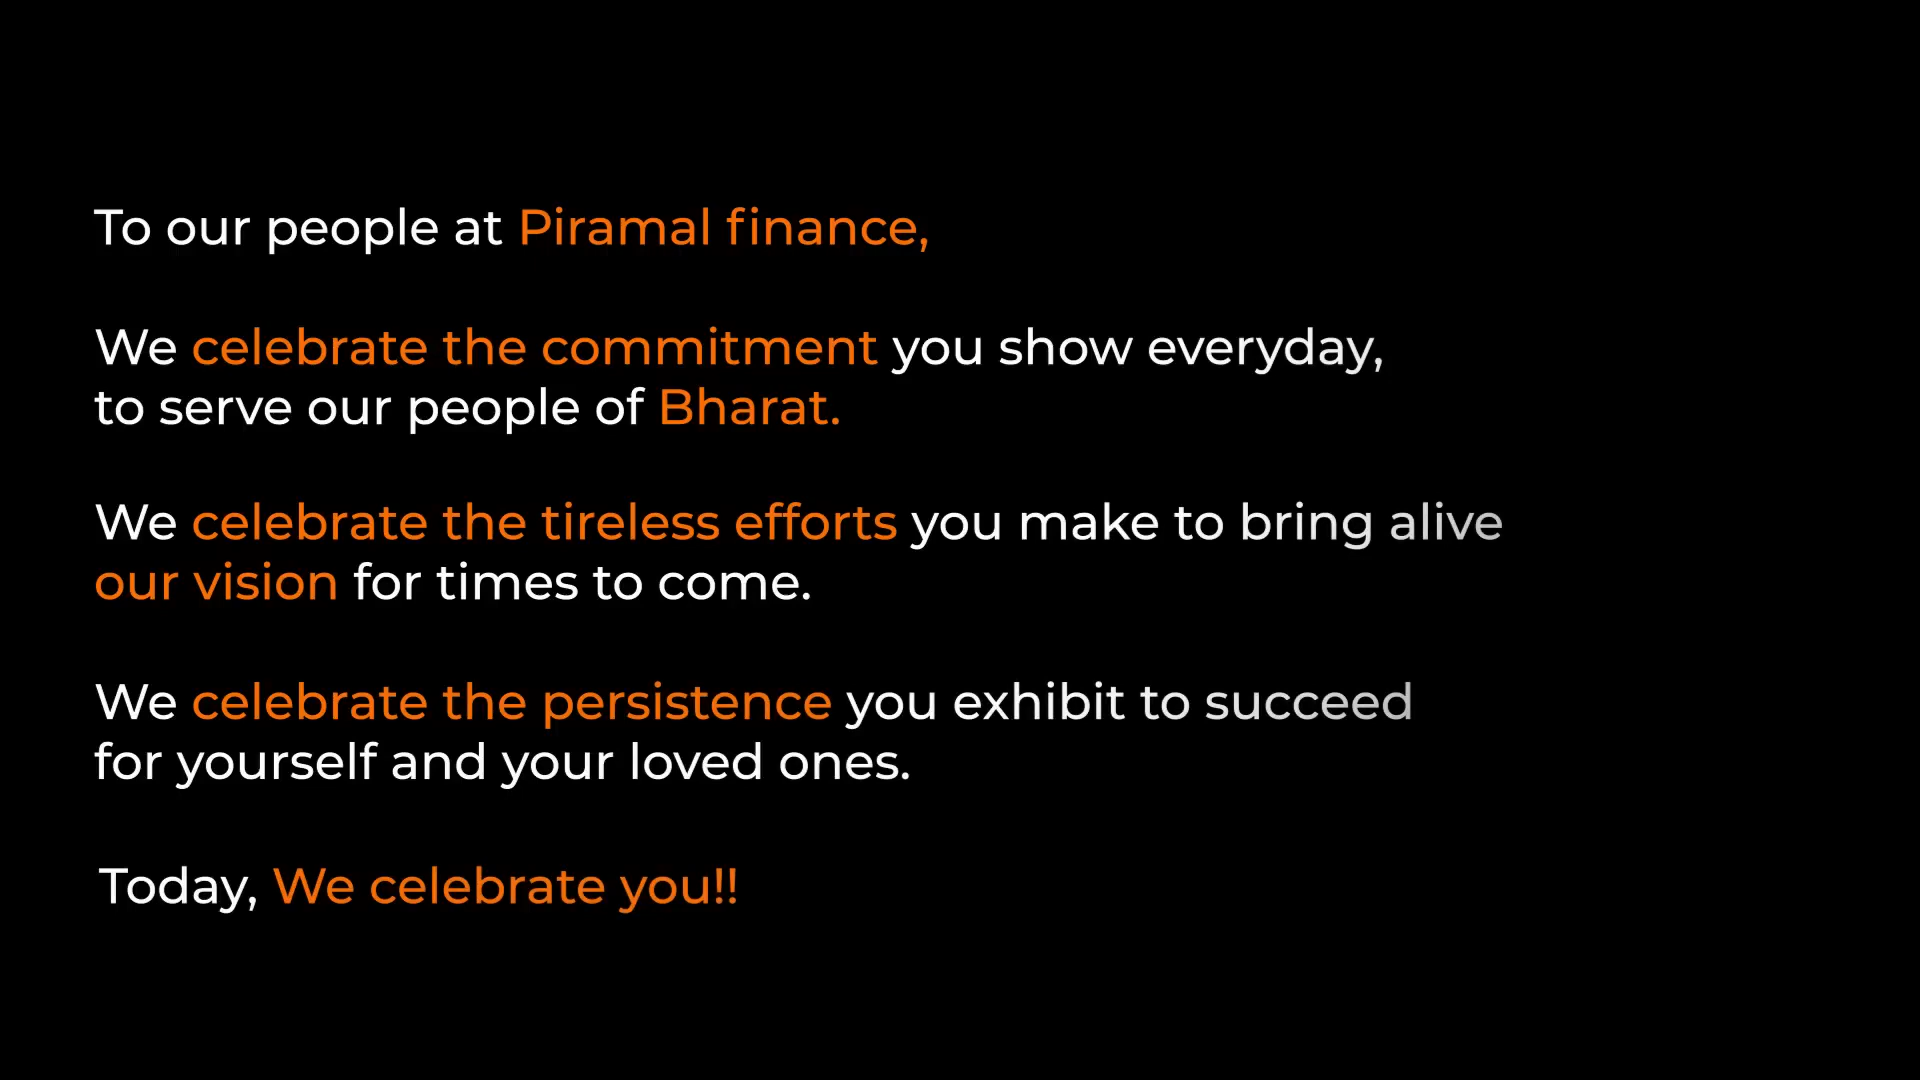 To our people at Piramal finance,
We celebrate the commitment you show everyday,
to serve our people of Bharat.
We celebrate the tireless efforts you make to bring alive
our vision for times to come.
We celebrate the persistence you exhibit to succeed
for yourself and your loved ones.
Today, We celebrate you!!